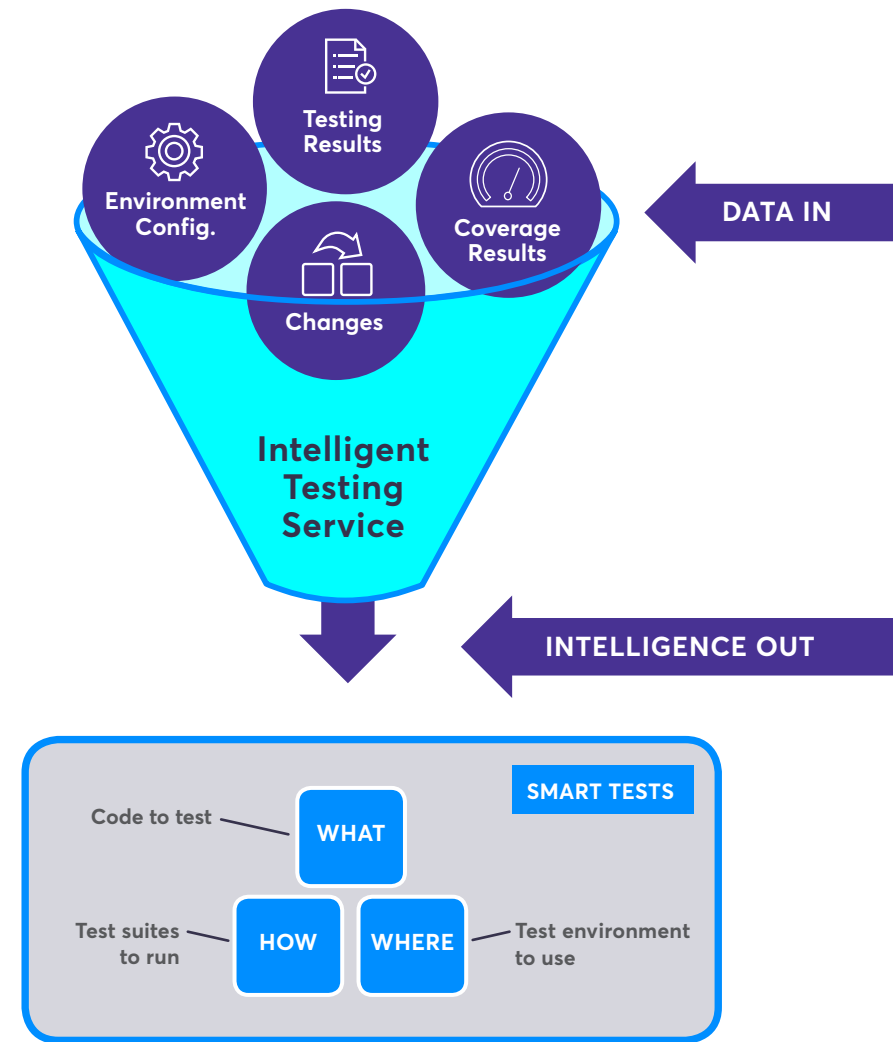 Testing
Results
Environment
Config.
Coverage
Results
DATA IN
Changes
Intelligent
Testing
Service
INTELLIGENCE OUT
SMART TESTS
Code to test
WHAT
Test suites
to run
HOW
WHERE
Test environment
to use